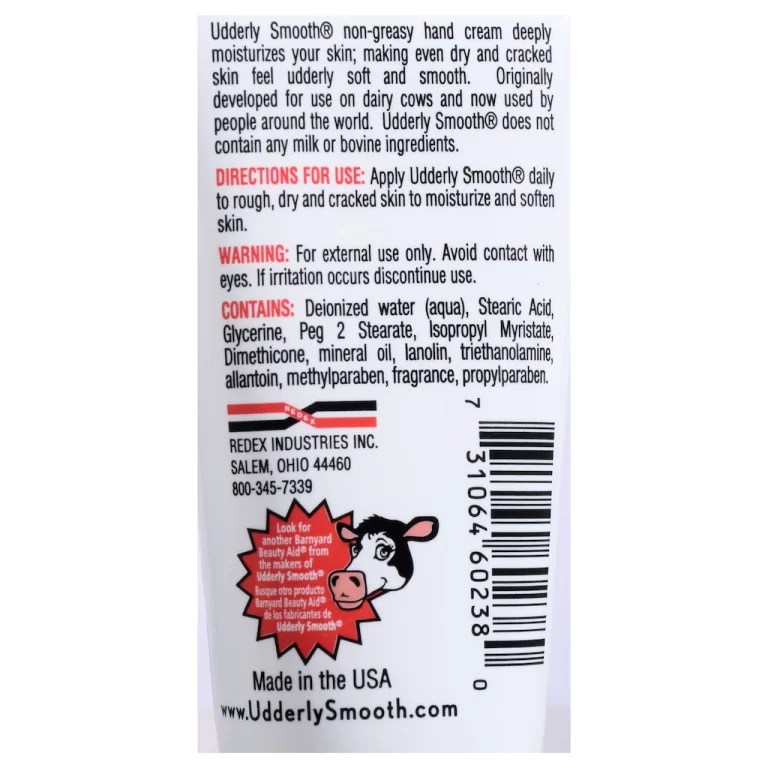 Udderly Smooth® non-greasy hand cream deeply
moisturizes your skin; making even dry and cracked
skin feel udderly soft and smooth. Originally
developed for use on dairy cows and now used by
people around the world. Udderly Smooth® does not
contain any milk or bovine ingredients.
DIRECTIONS FOR USE: Apply Udderly Smooth® daily
to rough, dry and cracked skin to moisturize and soften
skin.
WARNING: For external use only. Avoid contact with
eyes. If irritation occurs discontinue use.
CONTAINS: Deionized water (aqua), Stearic Acid,
Glycerine, Peg 2 Stearate, Isopropyl Myristate,
Dimethicone, mineral oil, lanolin, triethanolamine,
allantoin, methylparaben, fragrance, propylparaben.
REDEX
REDEX INDUSTRIES INC.
SALEM, OHIO 44460
800-345-7339
Look for
another Barnyard
Beauty Aid® from
the makers of
Udderly Smooth®
Busque otro producto
Barnyard Beauty Aid®
de los fabricantes de
Udderly Smooth®
Made in the USA
www.UdderlySmooth.com
7 31064 60238 0